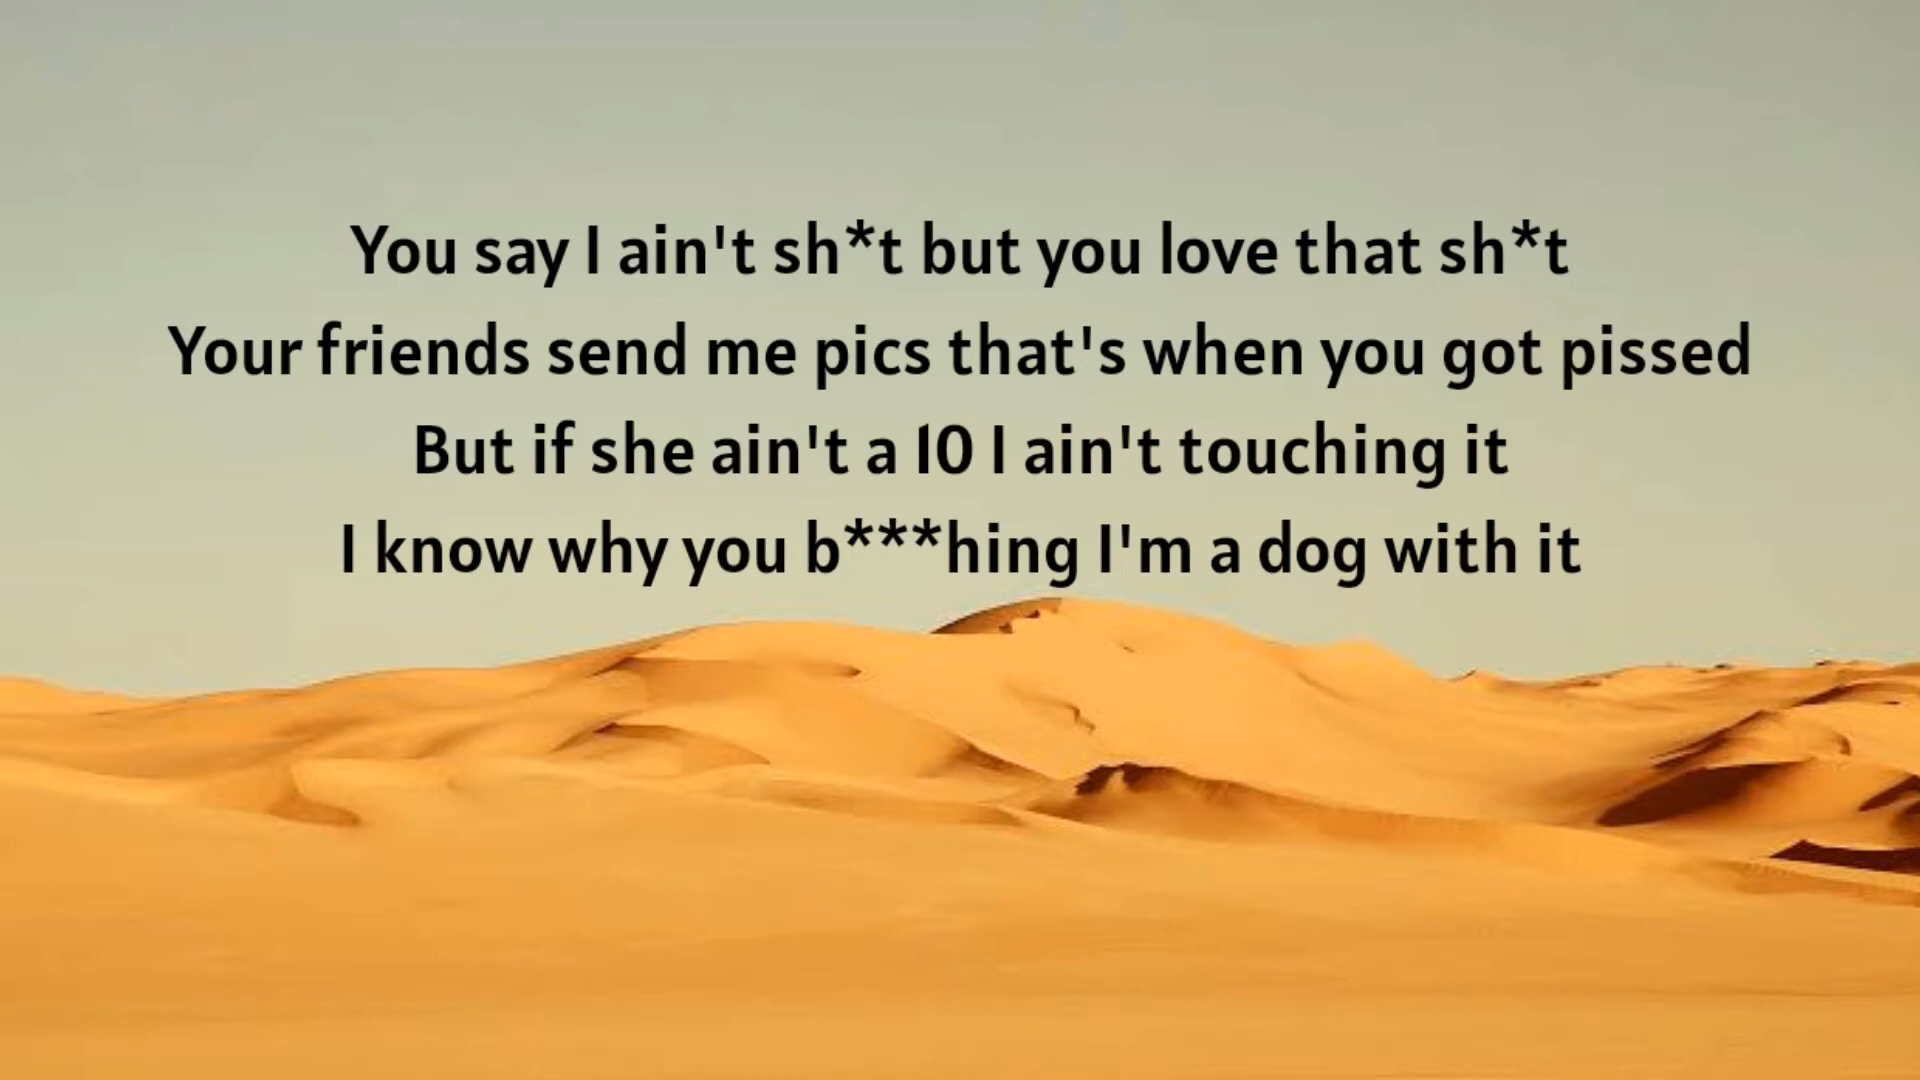 You say I ain't sh*t but you love that sh*t
Your friends send me pics that's when you got pissed
But if she ain't a 10 I ain't touching it
I know why you b***hing I'm a dog with it